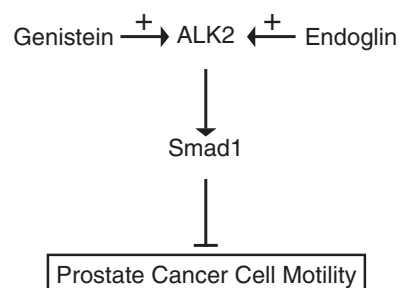 Genistein + ALK2 + Endoglin
Smad1
Prostate Cancer Cell Motility